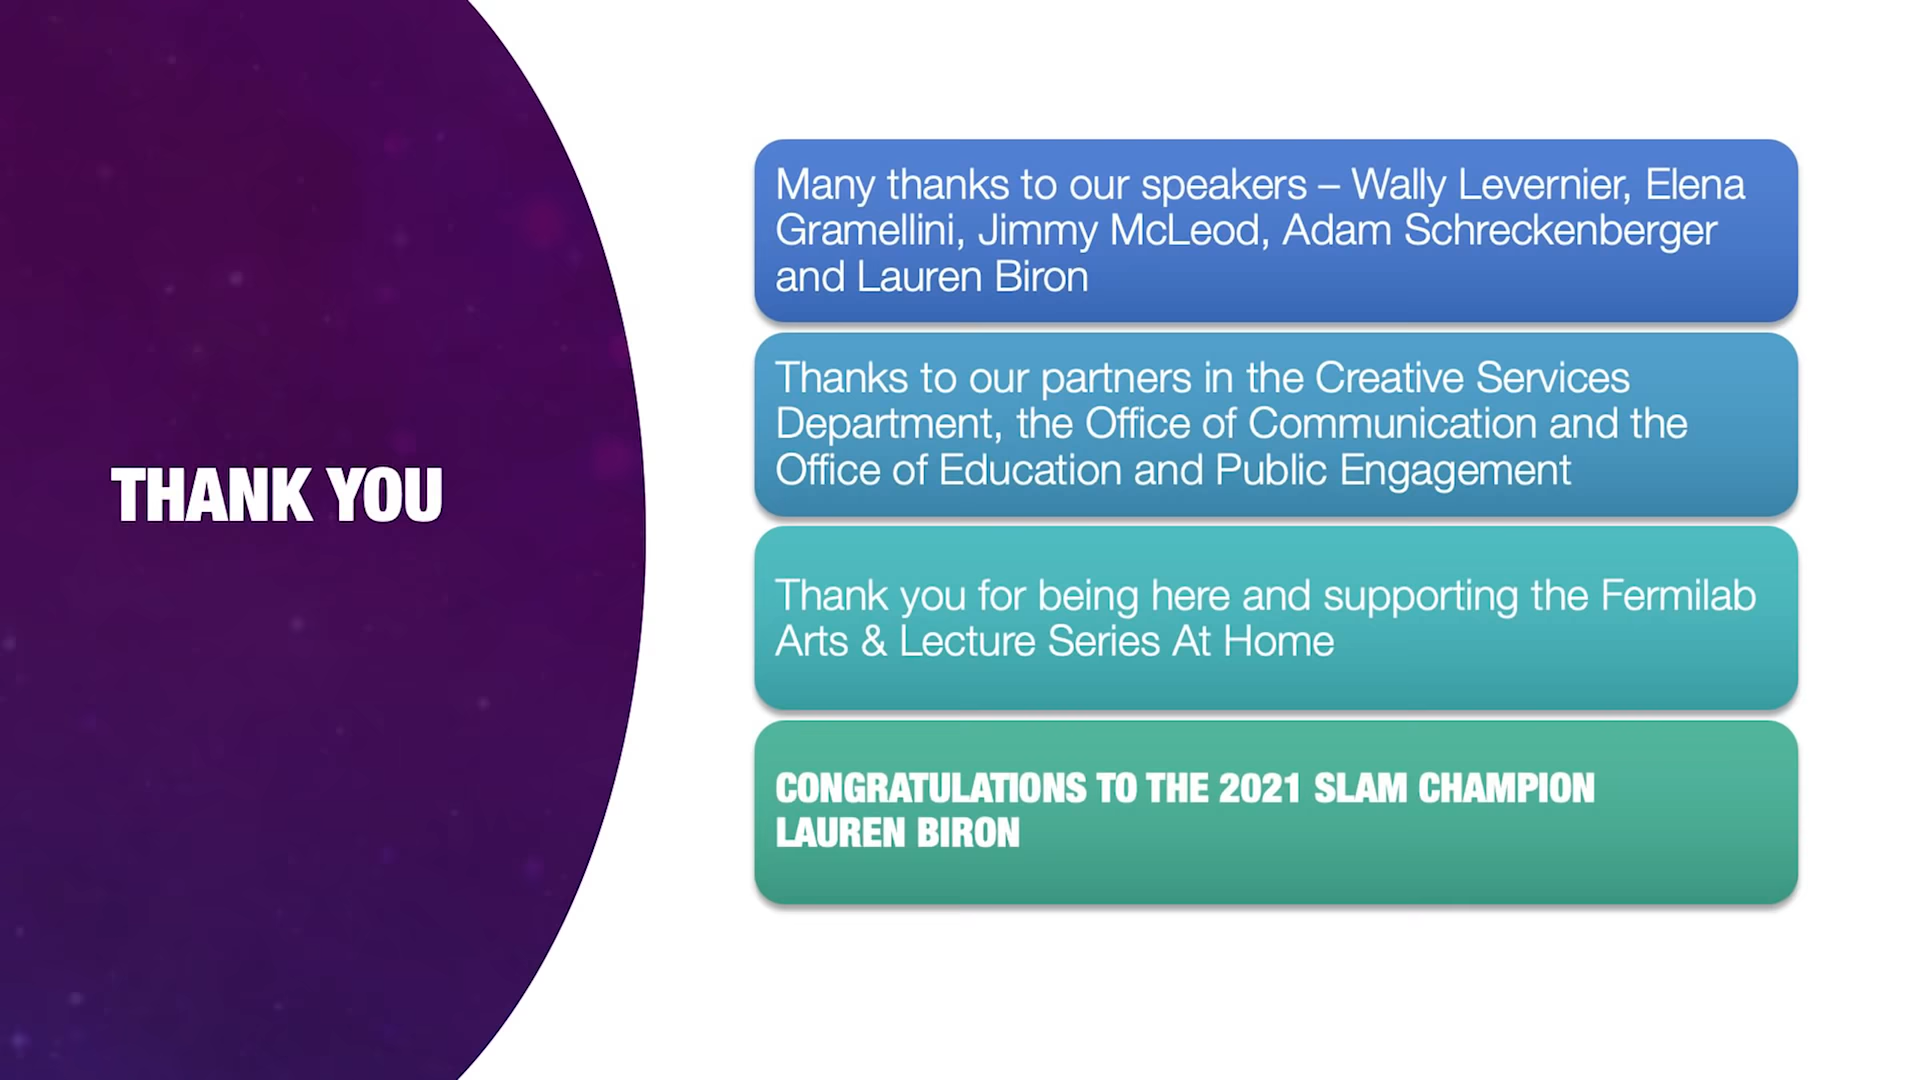 THANK YOU
Many thanks to our speakers – Wally Levernier, Elena
Gramellini, Jimmy McLeod, Adam Schreckenberger
and Lauren Biron
Thanks to our partners in the Creative Services
Department, the Office of Communication and the
Office of Education and Public Engagement
Thank you for being here and supporting the Fermilab
Arts & Lecture Series At Home
CONGRATULATIONS TO THE 2021 SLAM CHAMPION
LAUREN BIRON